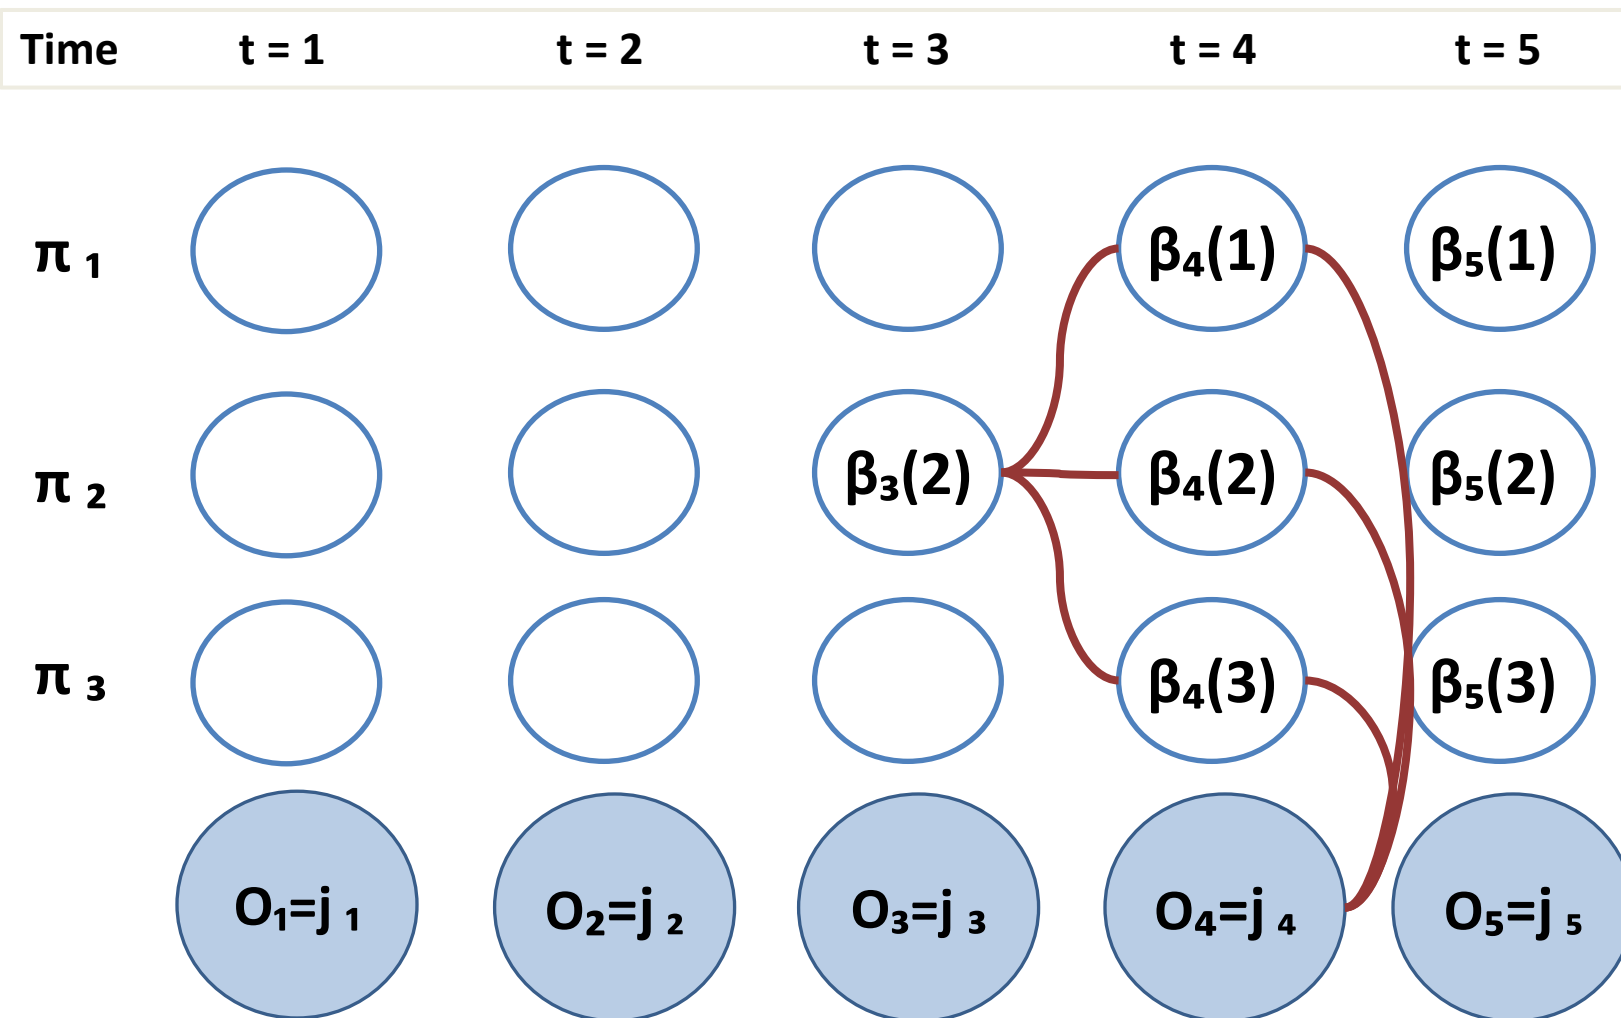 Time t = 1 t = 2 t = 3 t = 4 t = 5
π 1 β4(1) β5(1)
π 2 β3(2) β4(2) β5(2)
π 3 β4(3) β5(3)
O1=j 1 O2=j 2 O3=j 3 O4=j 4 O5=j 5